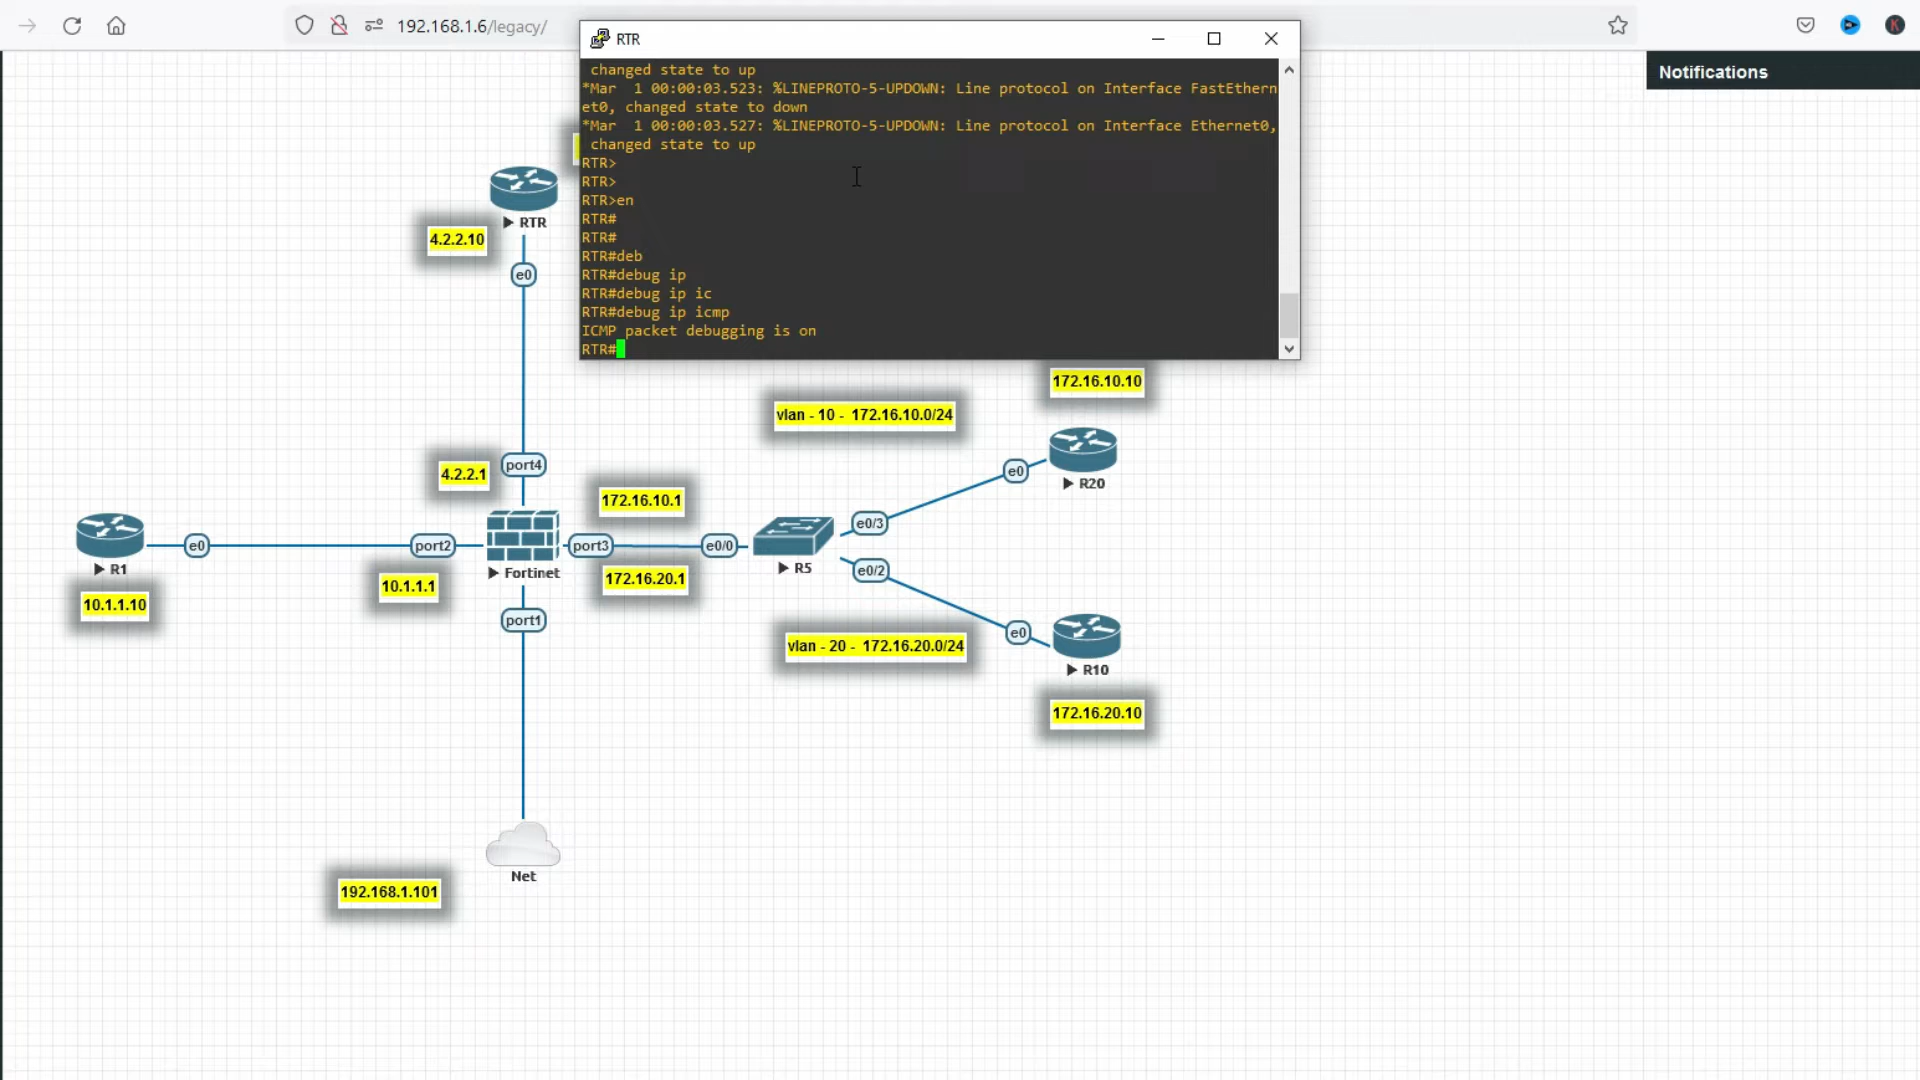 192.168.1.6/legacy/
RTR
Notifications
changed state to up
*Mar  1 00:00:03.523: %LINEPROTO-5-UPDOWN: Line protocol on Interface FastEthern
et0, changed state to down
*Mar  1 00:00:03.527: %LINEPROTO-5-UPDOWN: Line protocol on Interface Ethernet0,
changed state to up
RTR>
RTR>
RTR>en
RTR#
RTR#
RTR#deb
RTR#debug ip
RTR#debug ip ic
RTR#debug ip icmp
ICMP packet debugging is on
RTR#
RTR
4.2.2.10
e0
172.16.10.10
vlan - 10 - 172.16.10.0/24
R20
e0
4.2.2.1
port4
172.16.10.1
e0/3
R1
e0
port2
port3
e0/0
R5
Fortinet
10.1.1.10
10.1.1.1
172.16.20.1
e0/2
port1
vlan - 20 - 172.16.20.0/24
e0
R10
172.16.20.10
Net
192.168.1.101
K